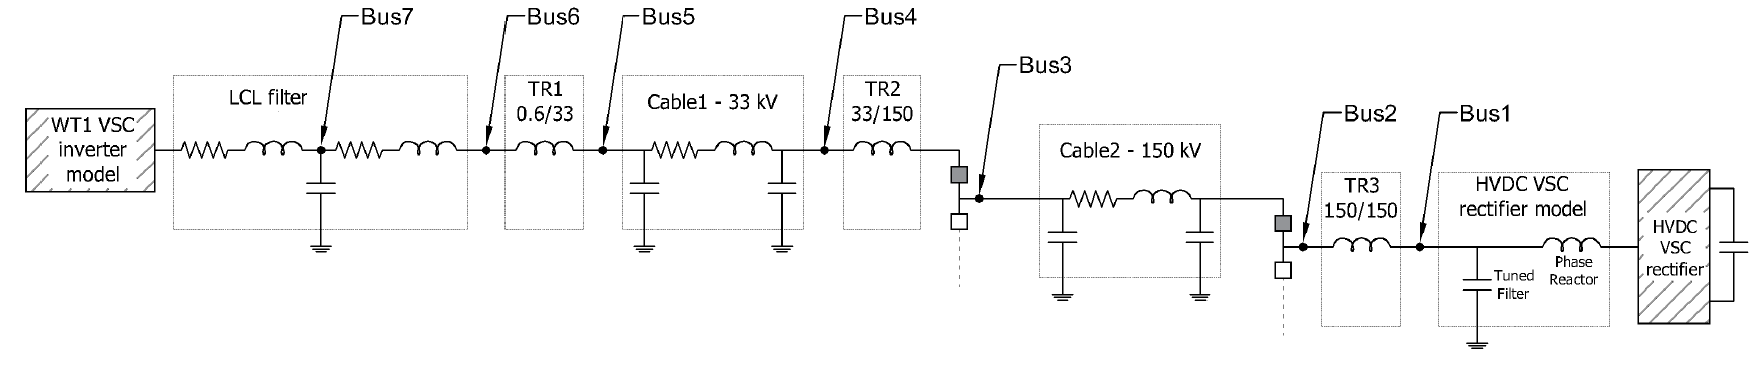 Bus7
Bus6
Bus5
Bus4
Bus3
Bus2
Bus1
LCL filter
TR1
0.6/33
Cable1 - 33 kV
TR2
33/150
WT1 VSC
inverter
model
Cable2 - 150 kV
TR3
150/150
HVDC VSC
rectifier model
HVDC
VSC
rectifier
Tuned
Filter
Phase
Reactor